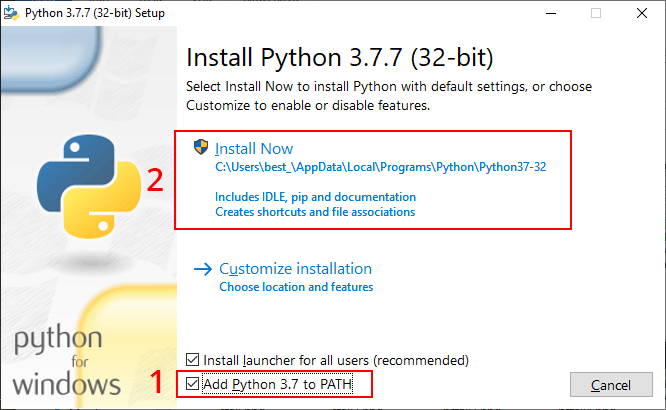 Python 3.7.7 (32-bit) Setup
Install Python 3.7.7 (32-bit)
Select Install Now to install Python with default settings, or choose
Customize to enable or disable features.
2
Install Now
C:\Users\best_\AppData\Local\Programs\Python\Python37-32
Includes IDLE, pip and documentation
Creates shortcuts and file associations
Customize installation
Choose location and features
python
for
windows
Install launcher for all users (recommended)
1
Add Python 3.7 to PATH
Cancel